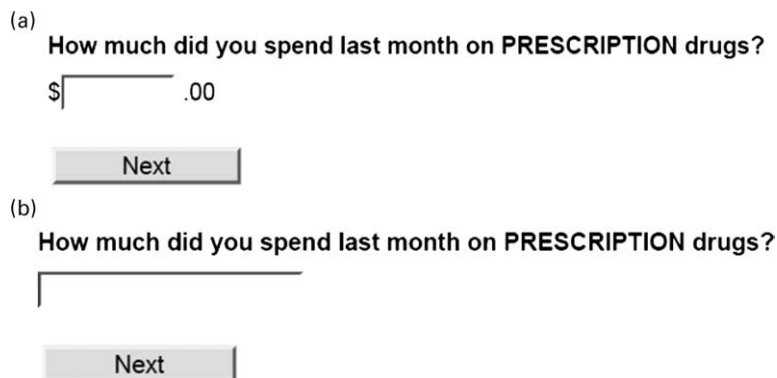 (a)
How much did you spend last month on PRESCRIPTION drugs?
$ .00
Next
(b)
How much did you spend last month on PRESCRIPTION drugs?
Next